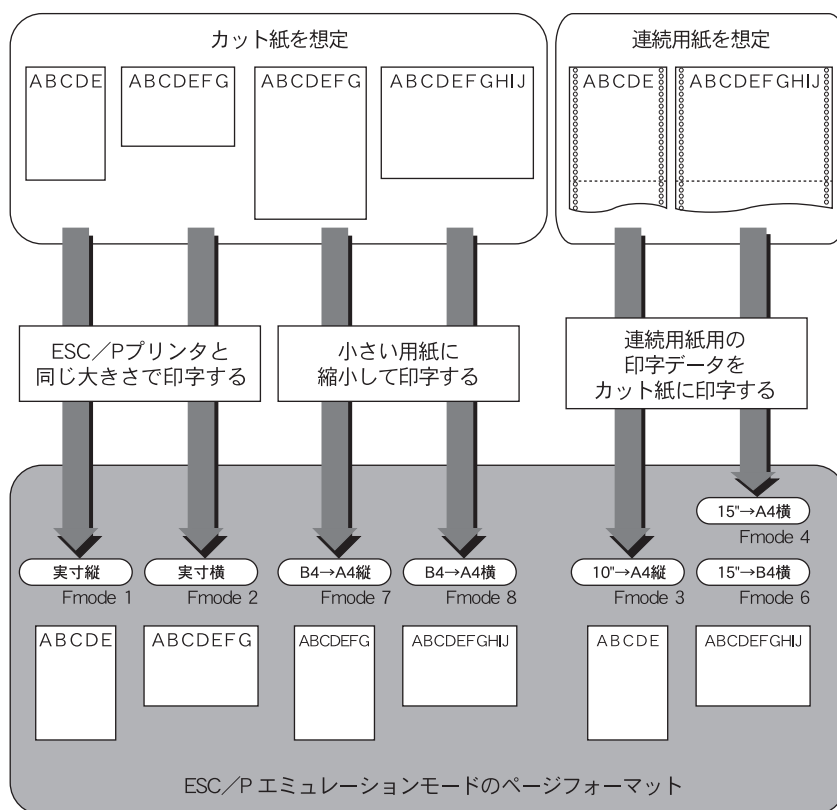 カット紙を想定
連続用紙を想定
ABCDE
ABCDEFG
ABCDEFG
ABCDEFGHIJ
ABCDE
ABCDEFGHIJ
ESC／Pプリンタと
同じ大きさで印字する
小さい用紙に
縮小して印字する
連続用紙用の
印字データを
カット紙に印字する
15"→A4横
Fmode 4
実寸縦
実寸横
B4→A4縦
B4→A4横
10"→A4縦
15"→B4横
Fmode 1
Fmode 2
Fmode 7
Fmode 8
Fmode 3
Fmode 6
ABCDE
ABCDEFG
ABCDEFG
ABCDEFGHIJ
ABCDE
ABCDEFGHIJ
ESC／P エミュレーションモードのページフォーマット